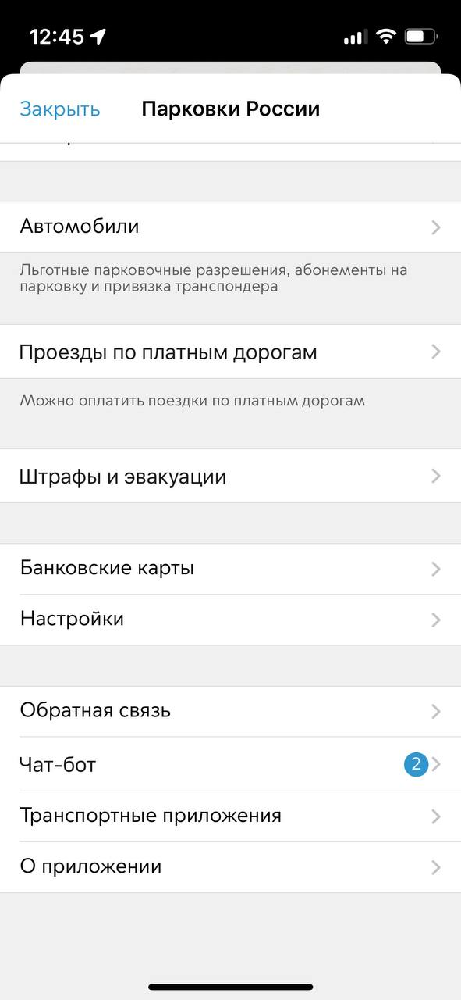 12:45
Закрыть
Парковки России
Автомобили
Льготные парковочные разрешения, абонементы на
парковку и привязка транспондера
Проезды по платным дорогам
Можно оплатить поездки по платным дорогам
Штрафы и эвакуации
Банковские карты
Настройки
Обратная связь
Чат-бот
2
Транспортные приложения
О приложении